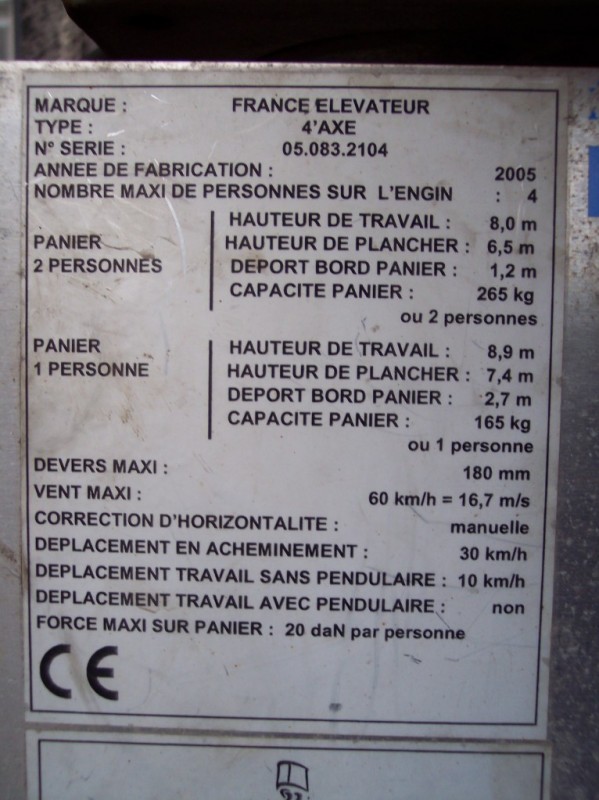 MARQUE : FRANCE ELEVATEUR
TYPE : 4'AXE
N° SERIE : 05.083.2104
ANNEE DE FABRICATION : 2005
NOMBRE MAXI DE PERSONNES SUR L'ENGIN : 4
PANIER
2 PERSONNES
HAUTEUR DE TRAVAIL : 8,0 m
HAUTEUR DE PLANCHER : 6,5 m
DEPORT BORD PANIER : 1,2 m
CAPACITE PANIER : 265 kg
ou 2 personnes
PANIER
1 PERSONNE
HAUTEUR DE TRAVAIL : 8,9 m
HAUTEUR DE PLANCHER : 7,4 m
DEPORT BORD PANIER : 2,7 m
CAPACITE PANIER : 165 kg
ou 1 personne
DEVERS MAXI : 180 mm
VENT MAXI : 60 km/h = 16,7 m/s
CORRECTION D'HORIZONTALITE : manuelle
DEPLACEMENT EN ACHEMINEMENT : 30 km/h
DEPLACEMENT TRAVAIL SANS PENDULAIRE : 10 km/h
DEPLACEMENT TRAVAIL AVEC PENDULAIRE : non
FORCE MAXI SUR PANIER : 20 daN par personne
CE